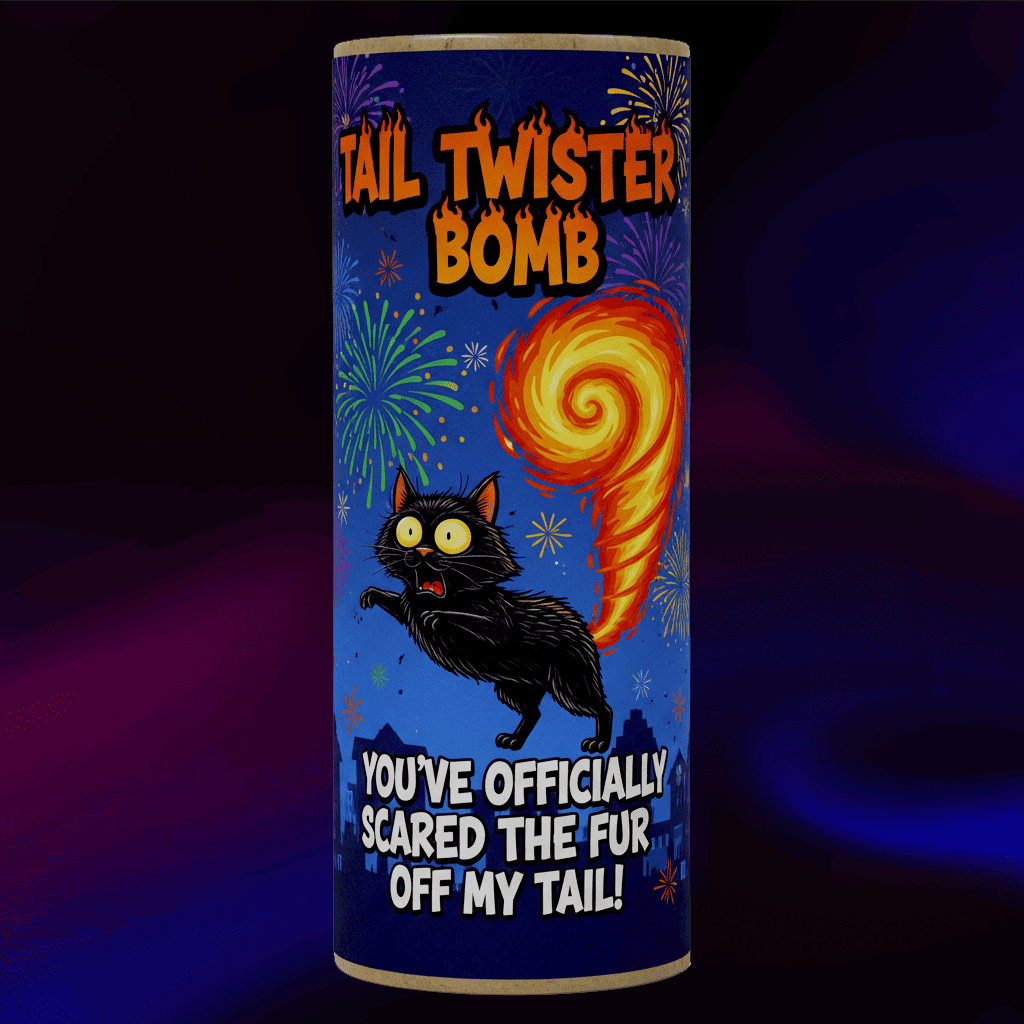 TAIL TWISTER
BOMB
YOU'VE OFFICIALLY
SCARED THE FUR
OFF MY TAIL!